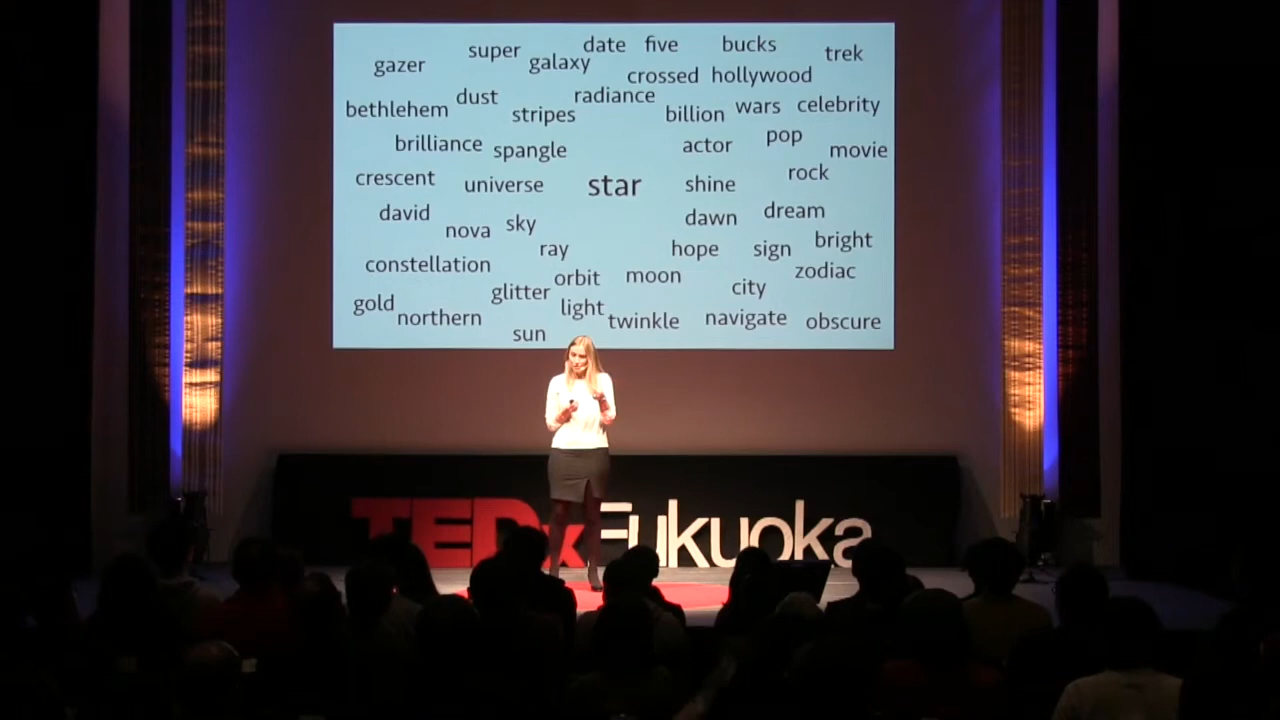 super date five bucks trek
gazer galaxy crossed hollywood
bethlehem dust stripes radiance billion wars celebrity
brilliance spangle actor pop movie
crescent universe star shine rock
david nova sky dawn dream
constellation ray hope sign bright
orbit moon city zodiac
gold northern glitter light twinkle navigate obscure
sun
TEDxFukuoka